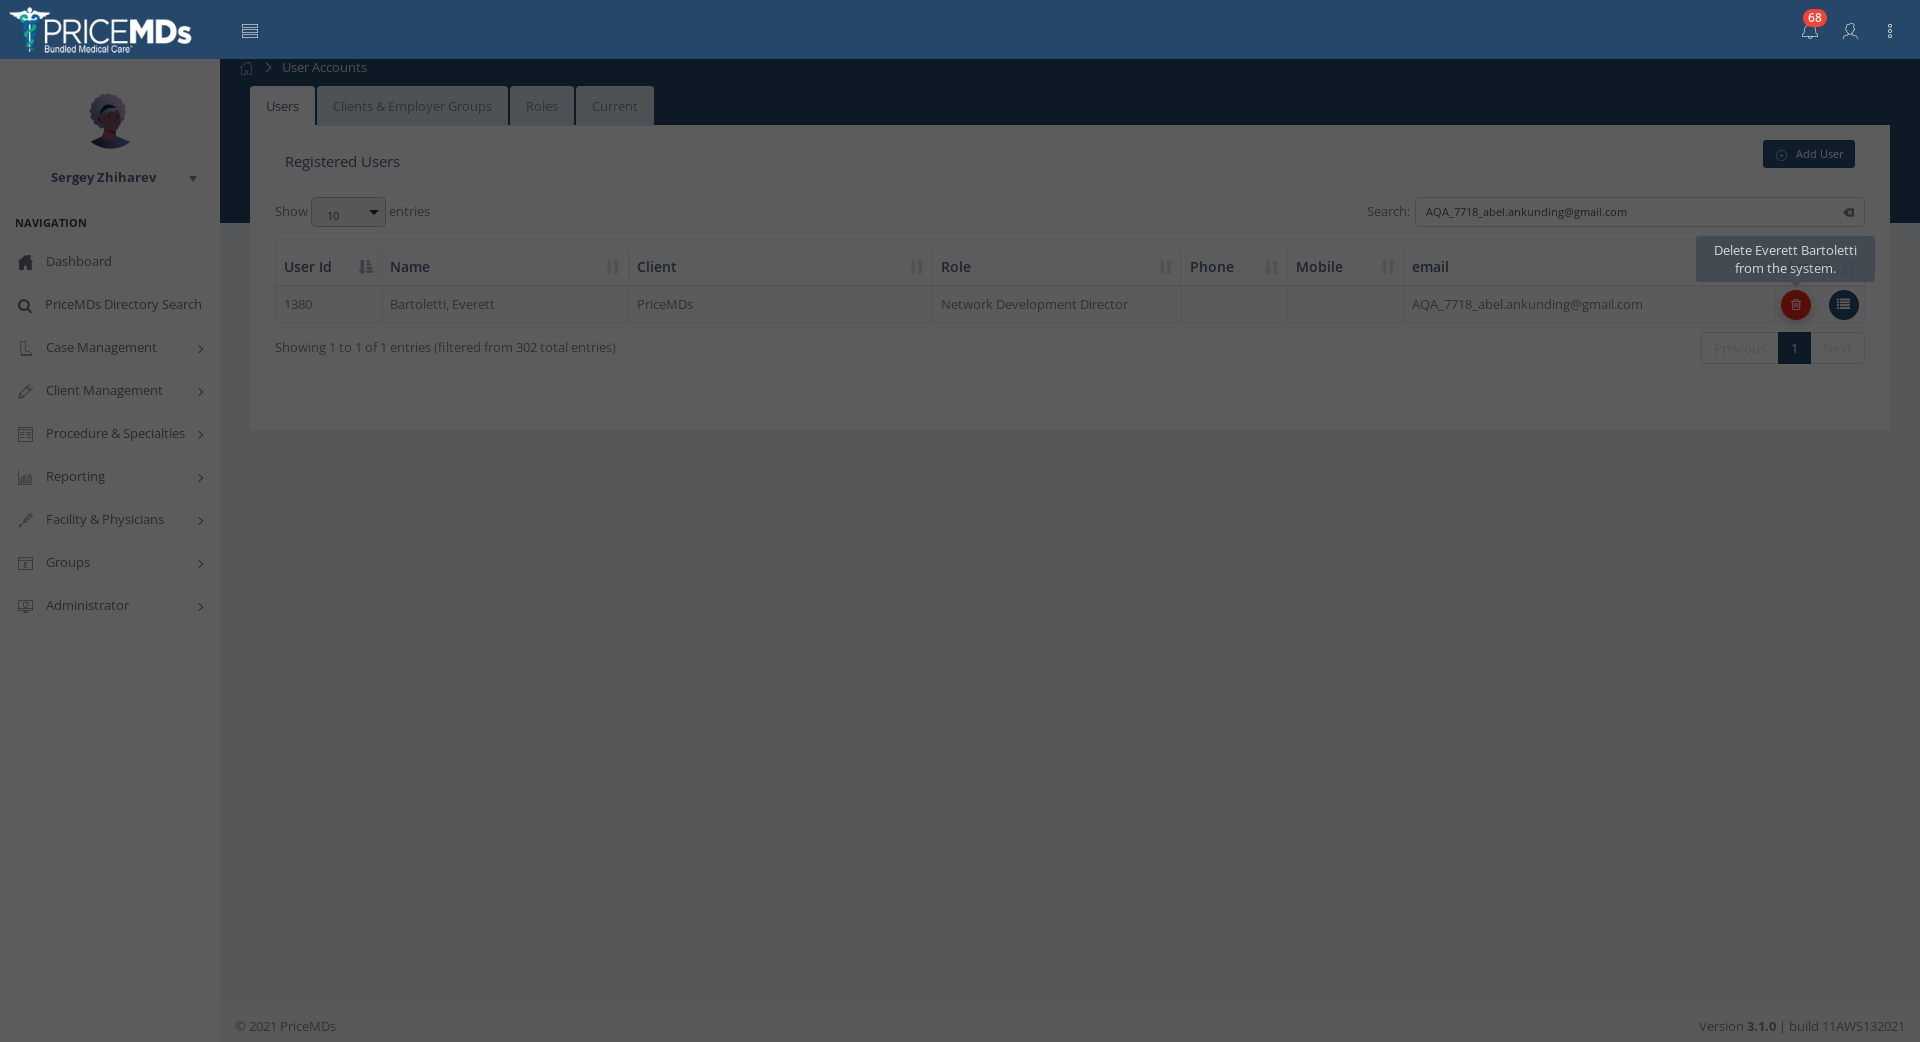 PRICEMDs
Bundled Medical Care
68
User Accounts
Users
Clients & Employer Groups
Roles
Current
Sergey Zhiharev
NAVIGATION
Dashboard
PriceMDs Directory Search
Case Management
Client Management
Procedure & Specialties
Reporting
Facility & Physicians
Groups
Administrator
Registered Users
Add User
Show 10 entries
Search: AQA_7718_abel.ankunding@gmail.com
Delete Everett Bartoletti
from the system.
User Id Name Client Role Phone Mobile email
1380 Bartoletti, Everett PriceMDs Network Development Director AQA_7718_abel.ankunding@gmail.com
Showing 1 to 1 of 1 entries (filtered from 302 total entries)
Previous 1 Next
© 2021 PriceMDs
Version 3.1.0 | build 11AWS132021